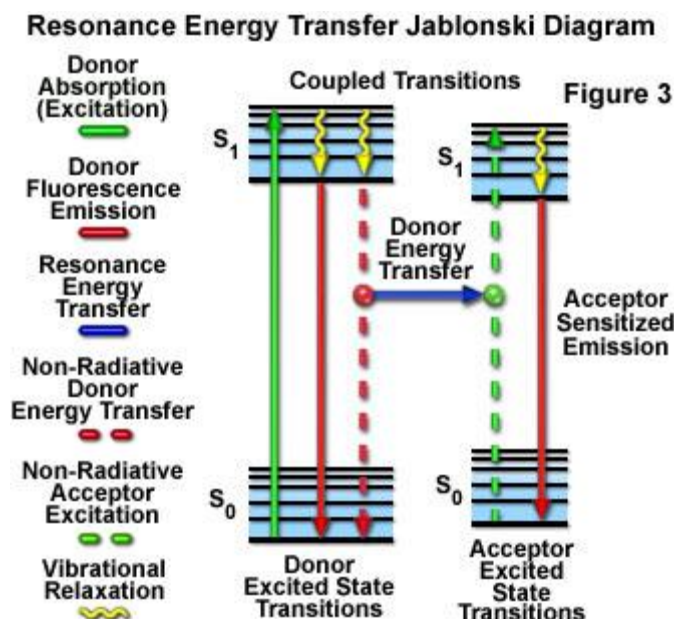 Resonance Energy Transfer Jablonski Diagram
Donor
Absorption
(Excitation)
Donor
Fluorescence
Emission
Resonance
Energy
Transfer
Non-Radiative
Donor
Energy Transfer
Non-Radiative
Acceptor
Excitation
Vibrational
Relaxation
Coupled Transitions
Figure 3
S1
S1
Donor
Energy
Transfer
Acceptor
Sensitized
Emission
S0
S0
Donor
Excited State
Transitions
Acceptor
Excited
State
Transitions